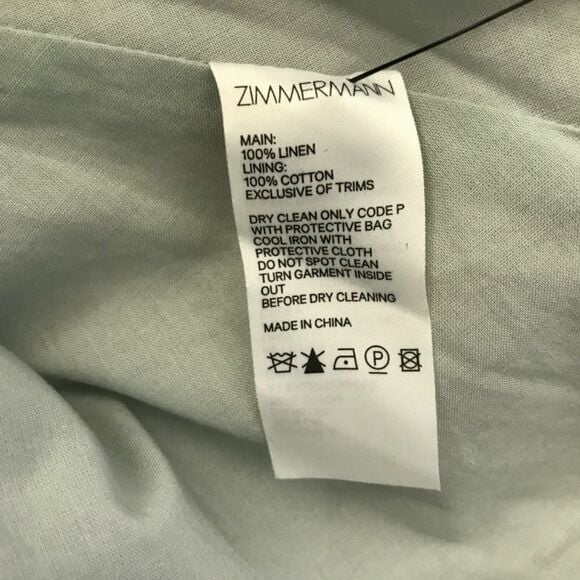 ZIMMERMANN
MAIN:
100% LINEN
LINING:
100% COTTON
EXCLUSIVE OF TRIMS
DRY CLEAN ONLY CODE P
WITH PROTECTIVE BAG
COOL IRON WITH
PROTECTIVE CLOTH
DO NOT SPOT CLEAN
TURN GARMENT INSIDE
OUT
BEFORE DRY CLEANING
MADE IN CHINA
P